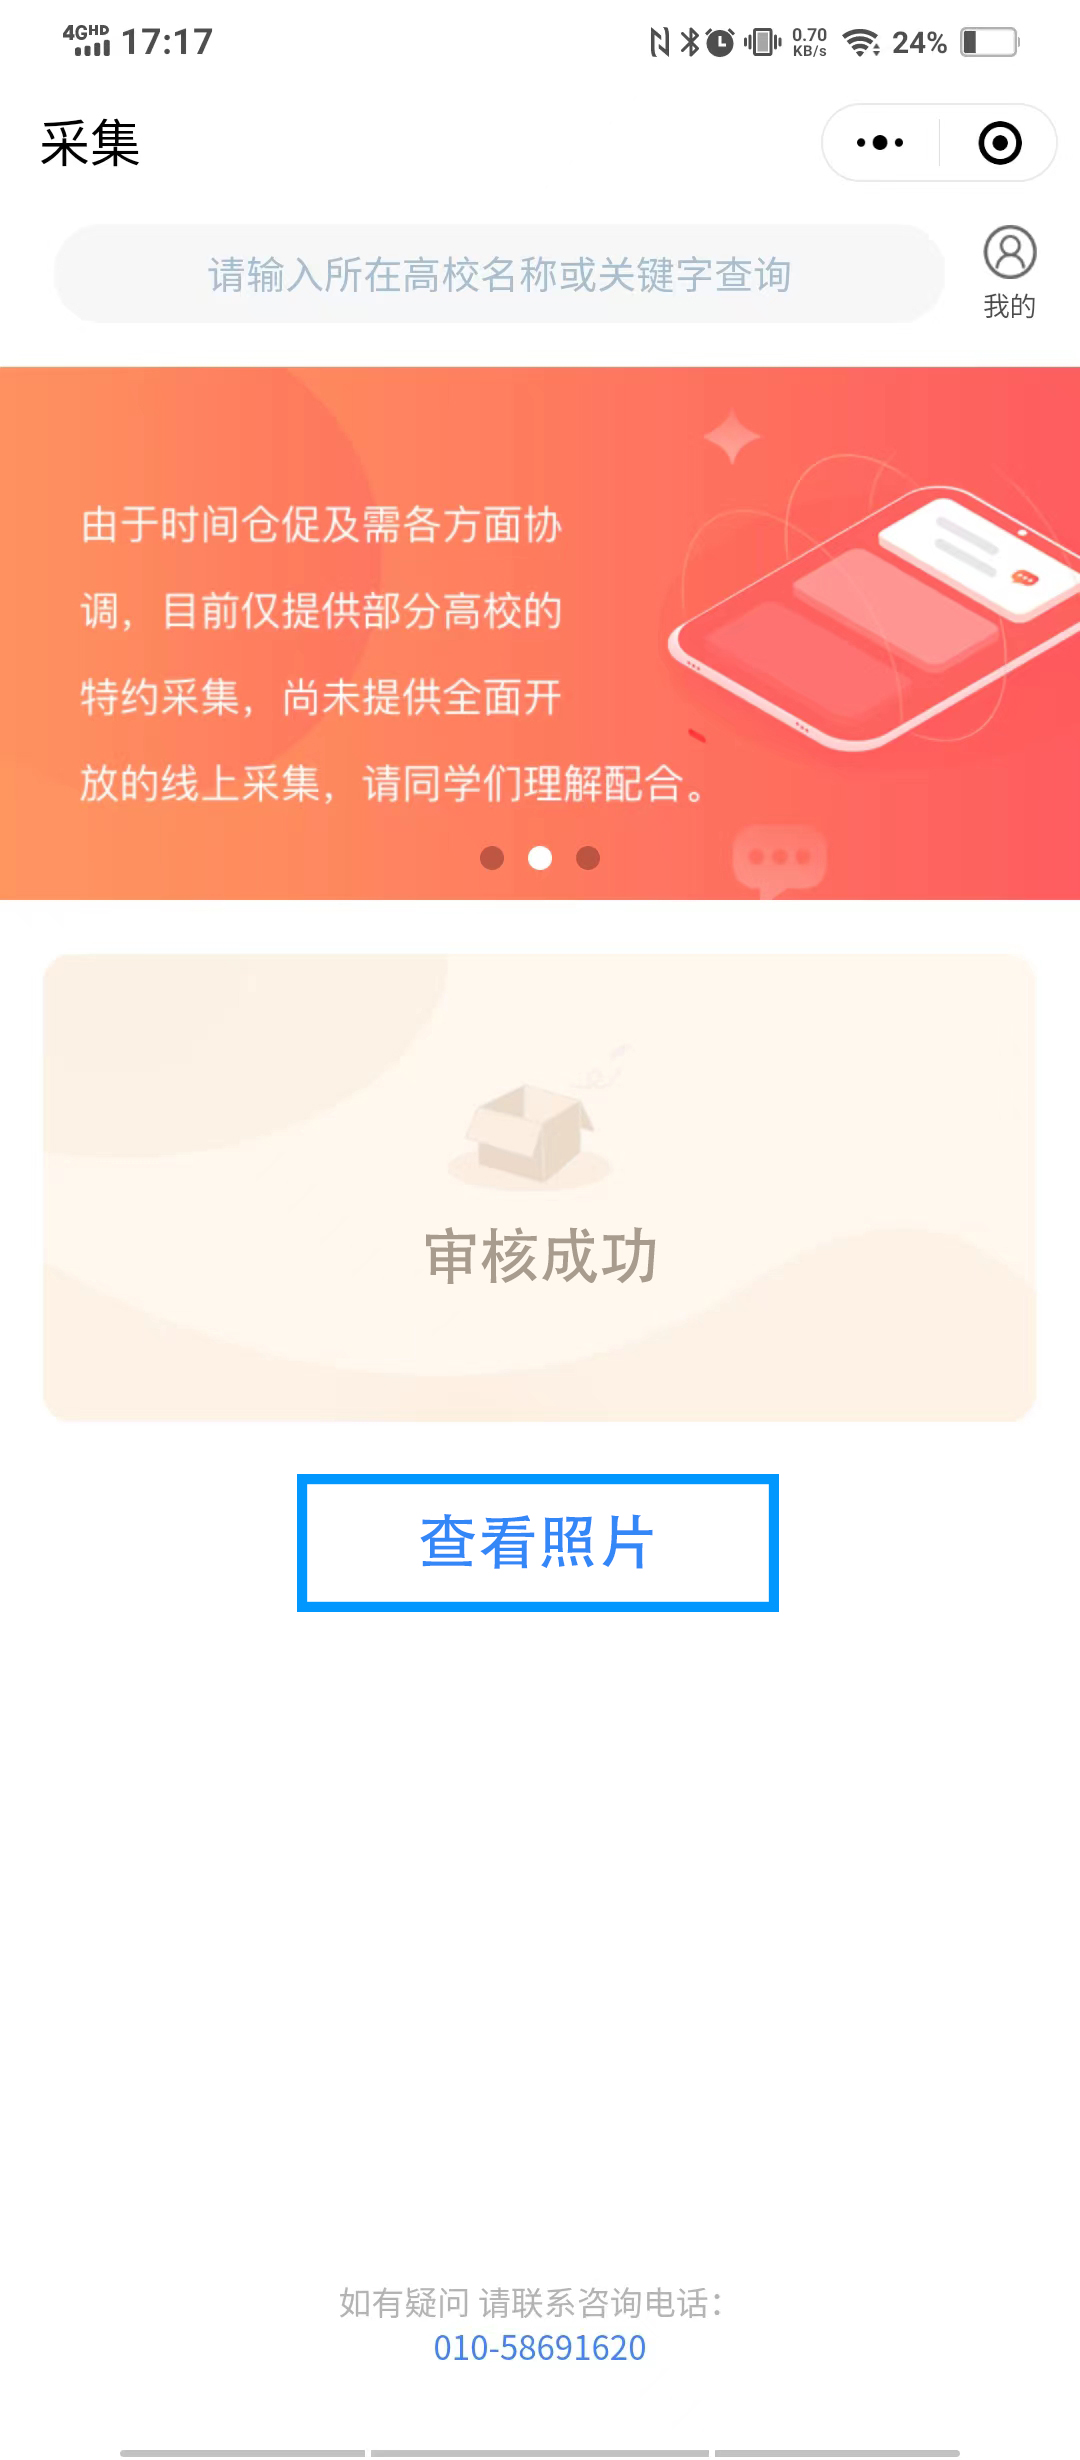 4GHD 17:17 0.70 KB/s 24%
采集
请输入所在高校名称或关键字查询
我的
由于时间仓促及需各方面协
调，目前仅提供部分高校的
特约采集，尚未提供全面开
放的线上采集，请同学们理解配合。
审核成功
查看照片
如有疑问 请联系咨询电话：
010-58691620